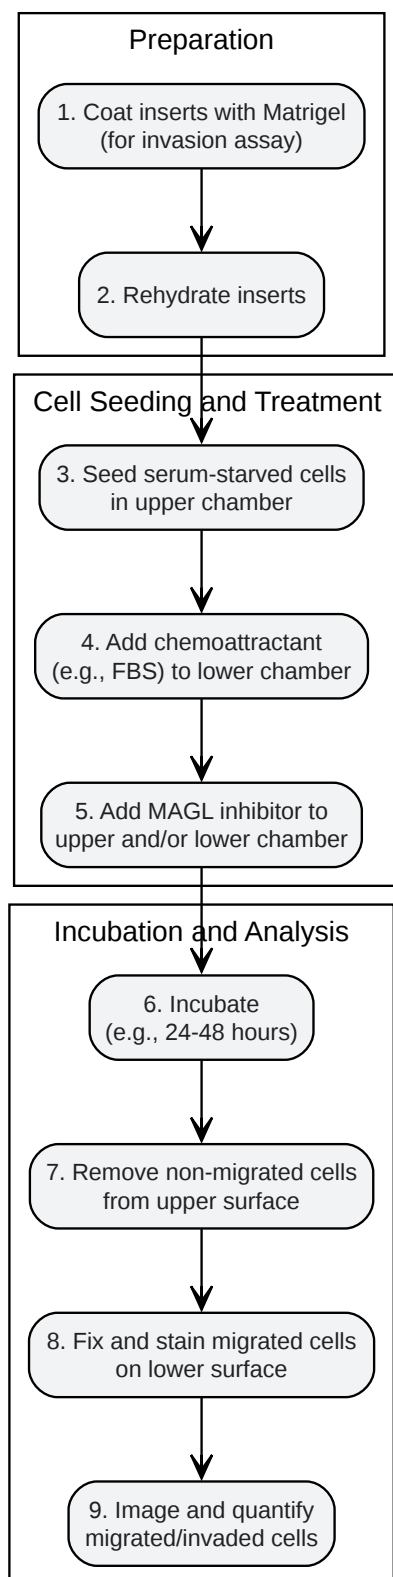 Preparation
1. Coat inserts with Matrigel
(for invasion assay)
2. Rehydrate inserts
Cell Seeding and Treatment
3. Seed serum-starved cells
in upper chamber
4. Add chemoattractant
(e.g., FBS) to lower chamber
5. Add MAGL inhibitor to
upper and/or lower chamber
Incubation and Analysis
6. Incubate
(e.g., 24-48 hours)
7. Remove non-migrated cells
from upper surface
8. Fix and stain migrated cells
on lower surface
9. Image and quantify
migrated/invaded cells